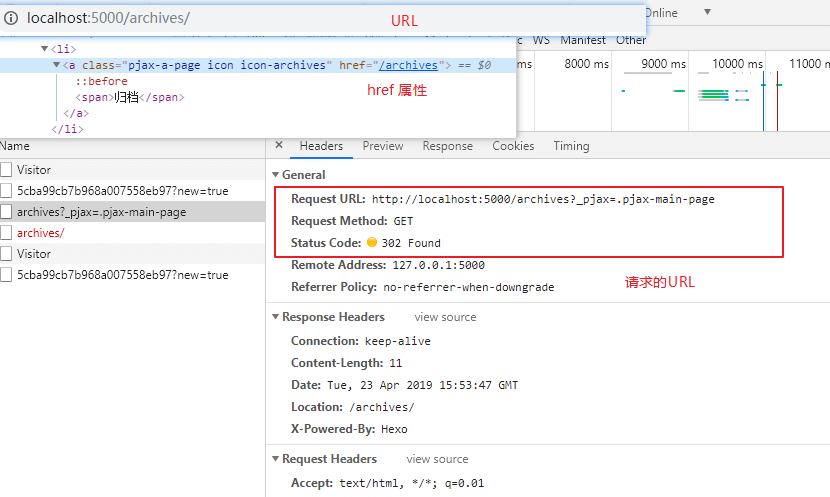 localhost:5000/archives/
URL
Online
WS Manifest Other
<li>
<a class="pjax-a-page icon icon-archives" href="/archives"> == $0
::before
<span>归档</span>
</a>
</li>
href 属性
ms
8000 ms
9000 ms
10000 ms
11000 m
Name
Visitor
5cba99cb7b968a007558eb97?new=true
archives?_pjax=.pjax-main-page
archives/
Visitor
5cba99cb7b968a007558eb97?new=true
× Headers Preview Response Cookies Timing
General
Request URL: http://localhost:5000/archives?_pjax=.pjax-main-page
Request Method: GET
Status Code: 302 Found
Remote Address: 127.0.0.1:5000
Referrer Policy: no-referrer-when-downgrade
请求的URL
Response Headers view source
Connection: keep-alive
Content-Length: 11
Date: Tue, 23 Apr 2019 15:53:47 GMT
Location: /archives/
X-Powered-By: Hexo
Request Headers view source
Accept: text/html, */*; q=0.01